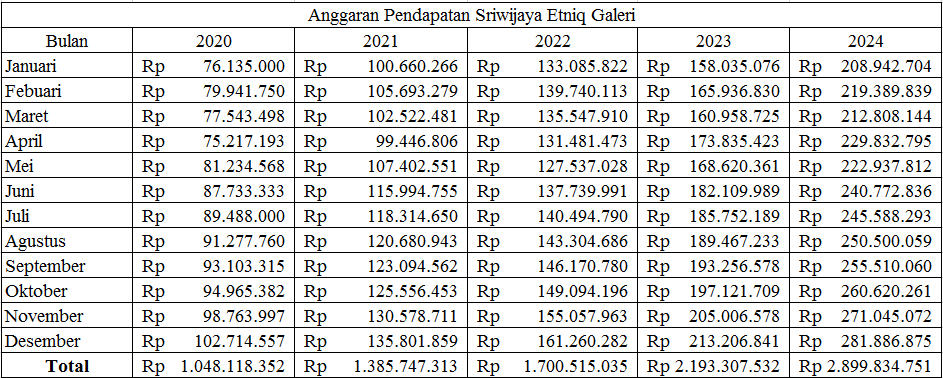 Anggaran Pendapatan Sriwijaya Etniq Galeri
Bulan 2020 2021 2022 2023 2024
Januari Rp 76.135.000 Rp 100.660.266 Rp 133.085.822 Rp 158.035.076 Rp 208.942.704
Febuari Rp 79.941.750 Rp 105.693.279 Rp 139.740.113 Rp 165.936.830 Rp 219.389.839
Maret Rp 77.543.498 Rp 102.522.481 Rp 135.547.910 Rp 160.958.725 Rp 212.808.144
April Rp 75.217.193 Rp 99.446.806 Rp 131.481.473 Rp 173.835.423 Rp 229.832.795
Mei Rp 81.234.568 Rp 107.402.551 Rp 127.537.028 Rp 168.620.361 Rp 222.937.812
Juni Rp 87.733.333 Rp 115.994.755 Rp 137.739.991 Rp 182.109.989 Rp 240.772.836
Juli Rp 89.488.000 Rp 118.314.650 Rp 140.494.790 Rp 185.752.189 Rp 245.588.293
Agustus Rp 91.277.760 Rp 120.680.943 Rp 143.304.686 Rp 189.467.233 Rp 250.500.059
September Rp 93.103.315 Rp 123.094.562 Rp 146.170.780 Rp 193.256.578 Rp 255.510.060
Oktober Rp 94.965.382 Rp 125.556.453 Rp 149.094.196 Rp 197.121.709 Rp 260.620.261
November Rp 98.763.997 Rp 130.578.711 Rp 155.057.963 Rp 205.006.578 Rp 271.045.072
Desember Rp 102.714.557 Rp 135.801.859 Rp 161.260.282 Rp 213.206.841 Rp 281.886.875
Total Rp 1.048.118.352 Rp 1.385.747.313 Rp 1.700.515.035 Rp 2.193.307.532 Rp 2.899.834.751